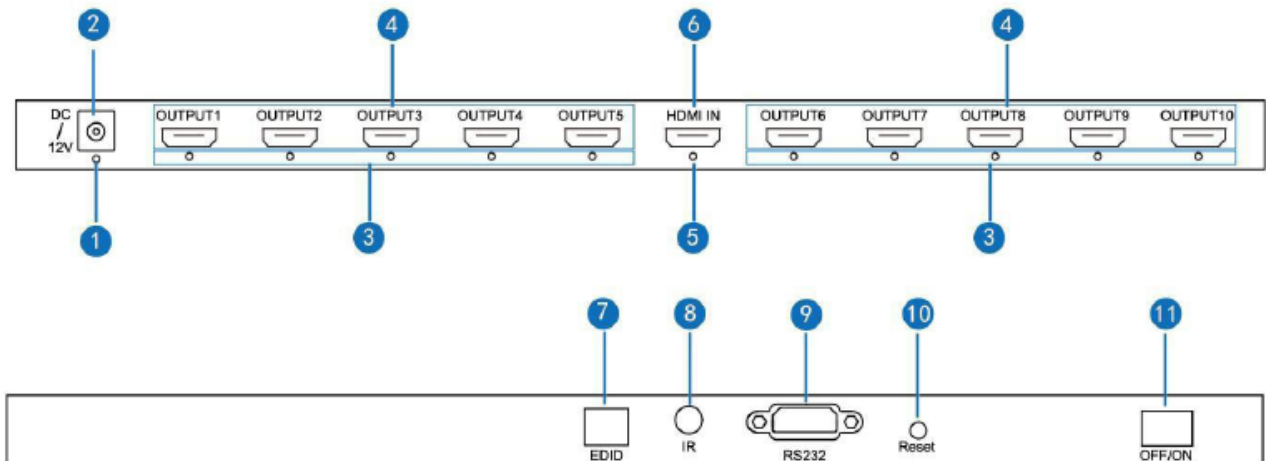 2 4 6 4
DC / 12V
OUTPUT1 OUTPUT2 OUTPUT3 OUTPUT4 OUTPUT5 HDMI IN OUTPUT6 OUTPUT7 OUTPUT8 OUTPUT9 OUTPUT10
1 3 5 3
7 8 9 10 11
EDID IR RS232 Reset OFF/ON